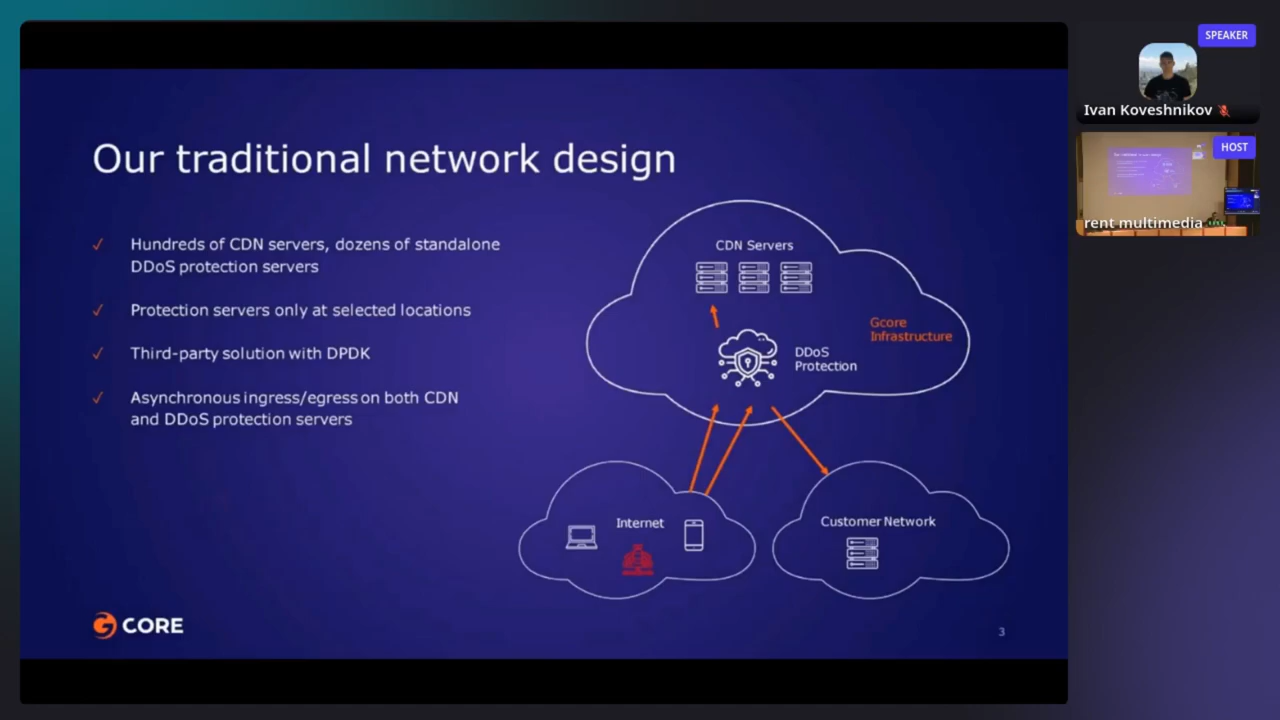 Our traditional network design
✓ Hundreds of CDN servers, dozens of standalone
DDoS protection servers
✓ Protection servers only at selected locations
✓ Third-party solution with DPDK
✓ Asynchronous ingress/egress on both CDN
and DDoS protection servers
CDN Servers
Gcore
Infrastructure
DDoS
Protection
Internet
Customer Network
G CORE
3
SPEAKER
Ivan Koveshnikov
HOST
rent multimedia